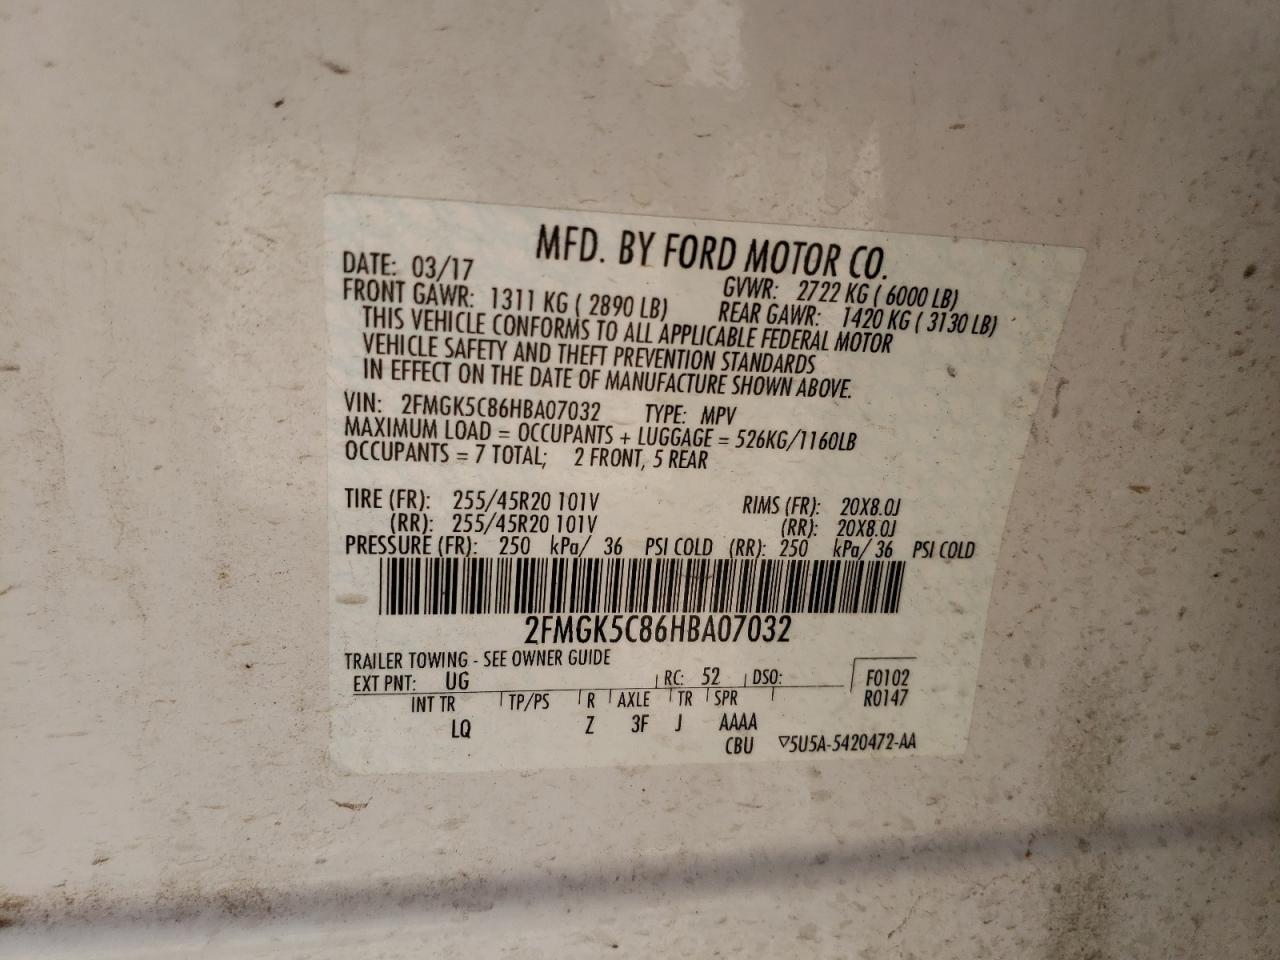 MFD. BY FORD MOTOR CO.
DATE: 03/17 GVWR: 2722 KG ( 6000 LB)
FRONT GAWR: 1311 KG ( 2890 LB) REAR GAWR: 1420 KG ( 3130 LB)
THIS VEHICLE CONFORMS TO ALL APPLICABLE FEDERAL MOTOR
VEHICLE SAFETY AND THEFT PREVENTION STANDARDS
IN EFFECT ON THE DATE OF MANUFACTURE SHOWN ABOVE.
VIN: 2FMGK5C86HBA07032 TYPE: MPV
MAXIMUM LOAD = OCCUPANTS + LUGGAGE = 526KG/1160LB
OCCUPANTS = 7 TOTAL; 2 FRONT, 5 REAR
TIRE (FR): 255/45R20 101V RIMS (FR): 20X8.0J
(RR): 255/45R20 101V (RR): 20X8.0J
PRESSURE (FR): 250 kPa/ 36 PSI COLD (RR): 250 kPa/ 36 PSI COLD
2FMGK5C86HBA07032
TRAILER TOWING - SEE OWNER GUIDE
EXT PNT: UG RC: 52 DSO: F0102
INT TR TP/PS R AXLE TR SPR R0147
LQ Z 3F J AAAA
CBU ▽5U5A-5420472-AA